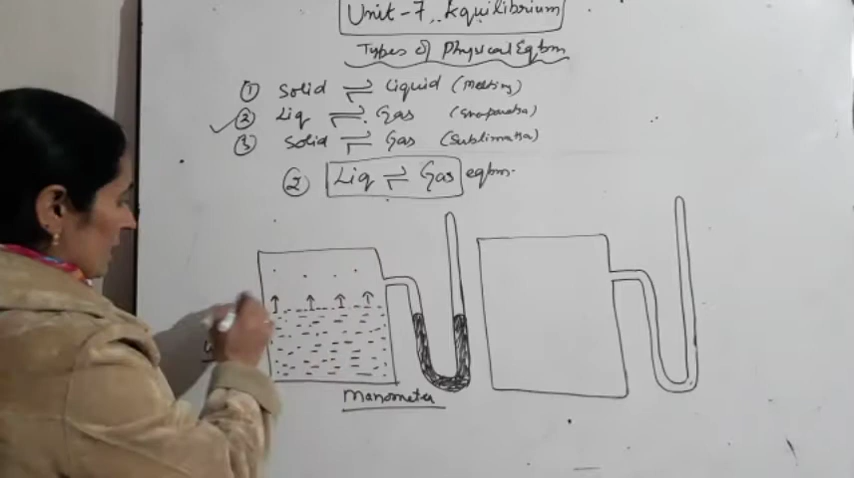 Unit-7, Equilibrium
Types of Physical Eqbm
① Solid ⇌ Liquid (Melting)
② Liq ⇌ Gas
③ Solid ⇌ Gas
② Liq ⇌ Gas eqbm.
Manometer